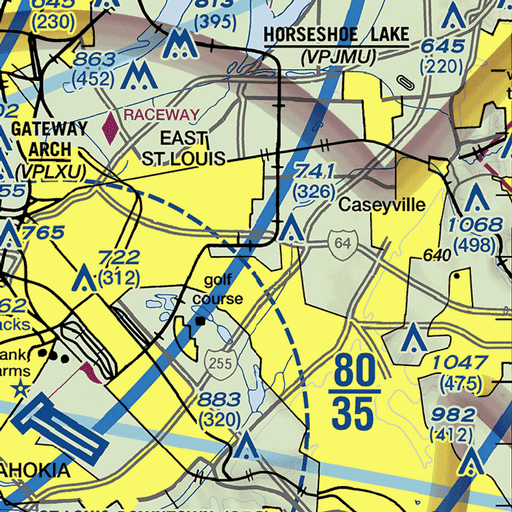 645
(230)
813
(395)
HORSESHOE LAKE
(VPJMU)
645
(220)
863
(452)
RACEWAY
GATEWAY
ARCH
(VPLXU)
EAST
ST LOUIS
741
(326)
Caseyville
1068
(498)
765
722
(312)
64
640
golf
course
255
80
35
1047
(475)
883
(320)
982
(412)
AHOKIA